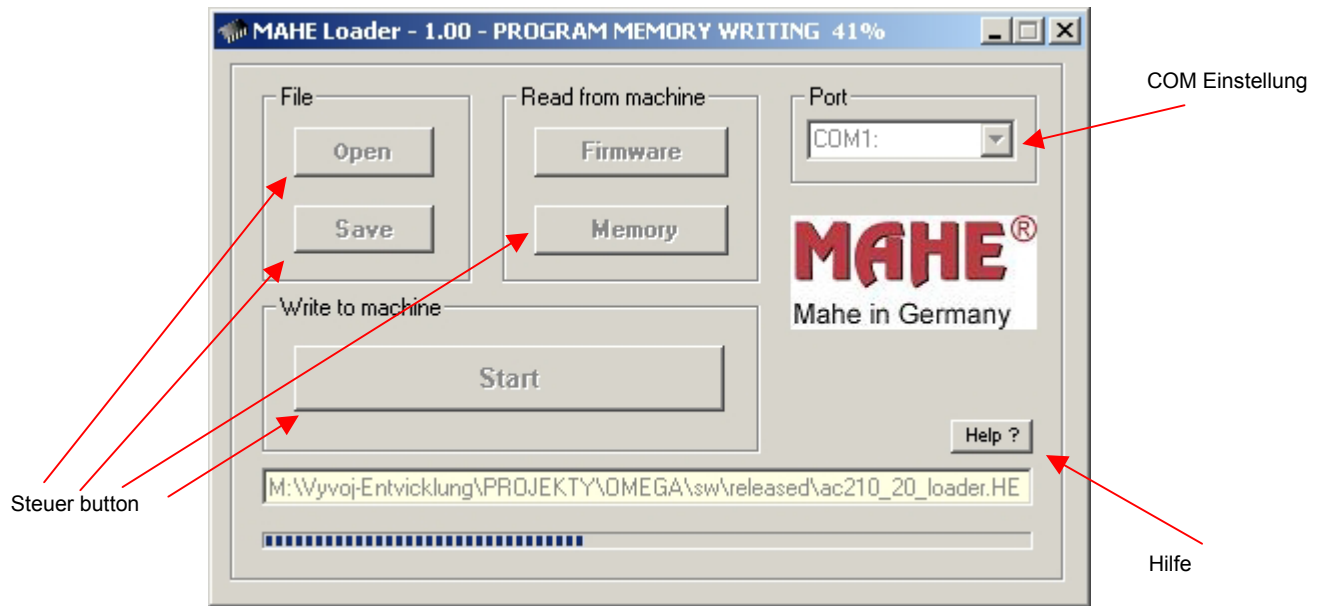 MAHE Loader - 1.00 - PROGRAM MEMORY WRITING 41%
COM Einstellung
File
Read from machine
Port
Open
Firmware
COM1:
Save
Memory
MAHE®
Mahe in Germany
Write to machine
Start
Help ?
Steuer button
M:\Vyvoj-Entvicklung\PROJEKTY\OMEGA\sw\released\ac210_20_loader.HE
Hilfe